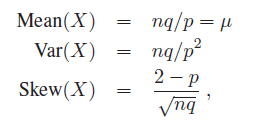 Mean(X) = nq/p = μ
Var(X) = nq/p²
Skew(X) = 2 − p / √nq ,